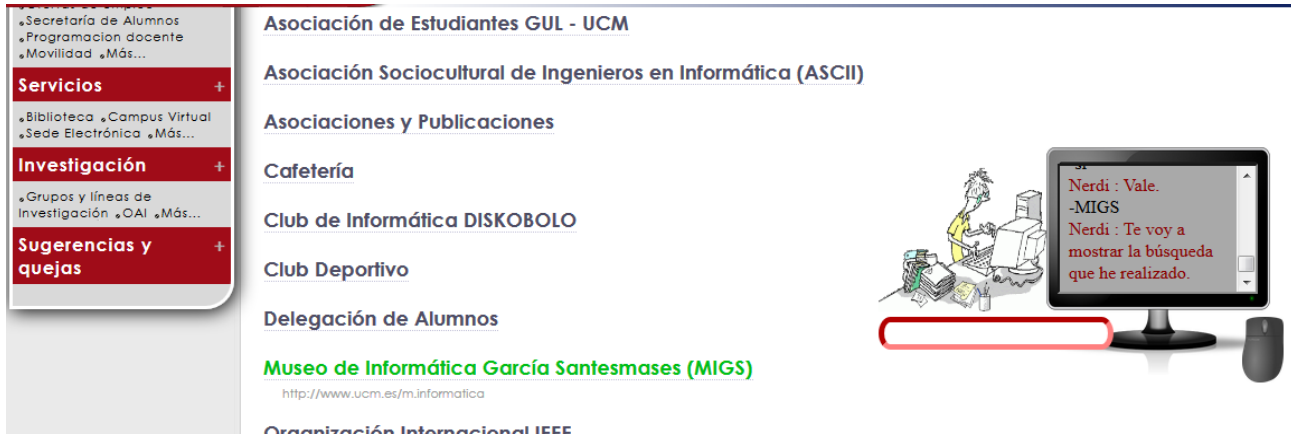 Secretaría de Alumnos
Programacion docente
Movilidad Más...
Servicios +
Biblioteca Campus Virtual
Sede Electrónica Más...
Investigación +
Grupos y líneas de
Investigación OAI Más...
Sugerencias y +
quejas
Asociación de Estudiantes GUL - UCM
Asociación Sociocultural de Ingenieros en Informática (ASCII)
Asociaciones y Publicaciones
Cafetería
Club de Informática DISKOBOLO
Club Deportivo
Delegación de Alumnos
Museo de Informática García Santesmases (MIGS)
http://www.ucm.es/m.informatica
Organización Internacional IEEE
Nerdi : Vale.
-MIGS
Nerdi : Te voy a
mostrar la búsqueda
que he realizado.